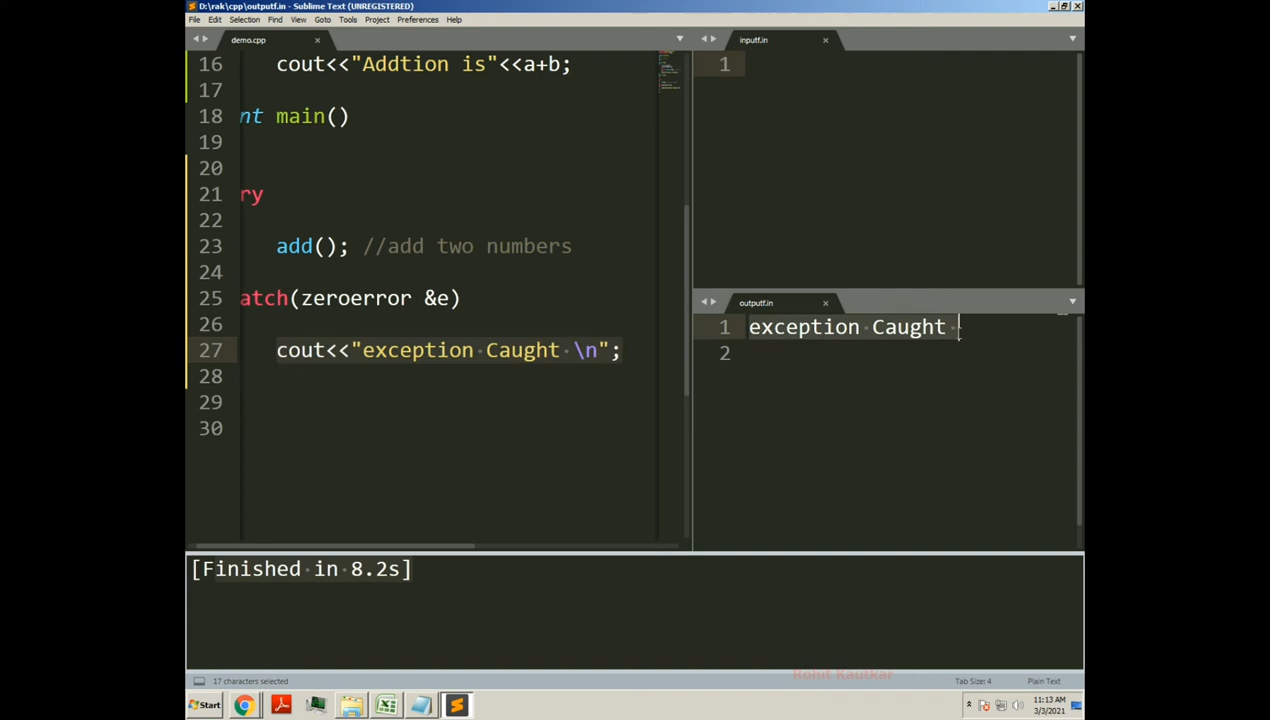 D:\rak\cpp\outputf.in - Sublime Text (UNREGISTERED)
File Edit Selection Find View Goto Tools Project Preferences Help
demo.cpp
16 cout<<"Addtion is"<<a+b;
17
18 nt main()
19
20
21 ry
22
23 add(); //add two numbers
24
25 atch(zeroerror &e)
26
27 cout<<"exception Caught \n";
28
29
30
inputf.in
1
outputf.in
1 exception Caught
2
[Finished in 8.2s]
Rohit Kautkar
17 characters selected
Tab Size: 4 Plain Text
Start
11:13 AM
3/3/2021